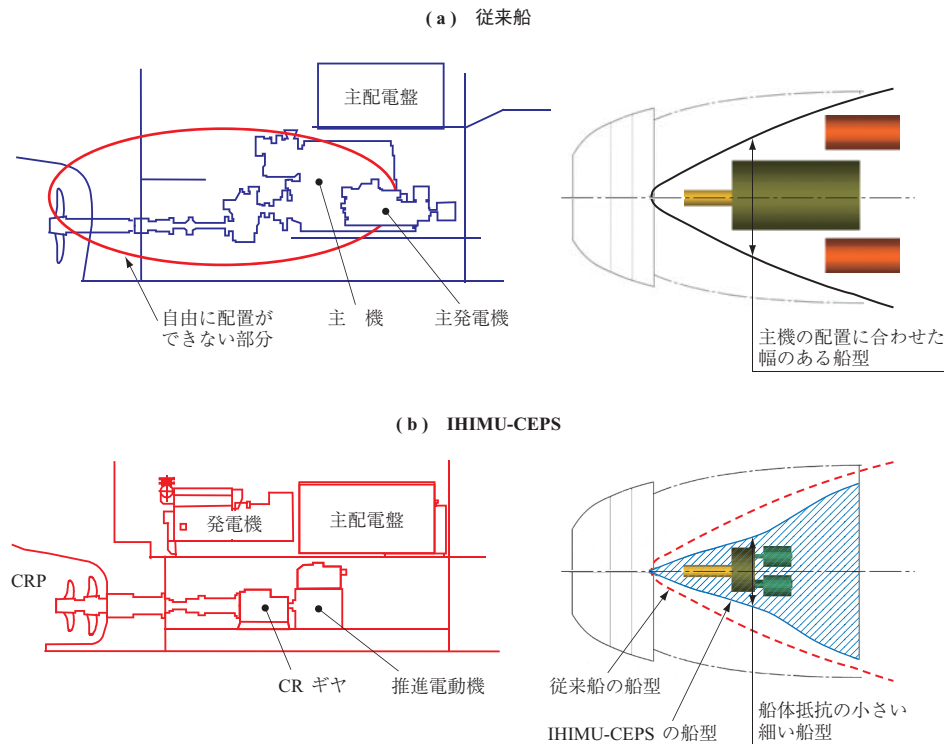 (a) 従来船
主配電盤
自由に配置が
できない部分
主 機
主発電機
主機の配置に合わせた
幅のある船型
(b) IHIMU-CEPS
発電機
主配電盤
CRP
CR ギヤ
推進電動機
従来船の船型
IHIMU-CEPS の船型
船体抵抗の小さい
細い船型